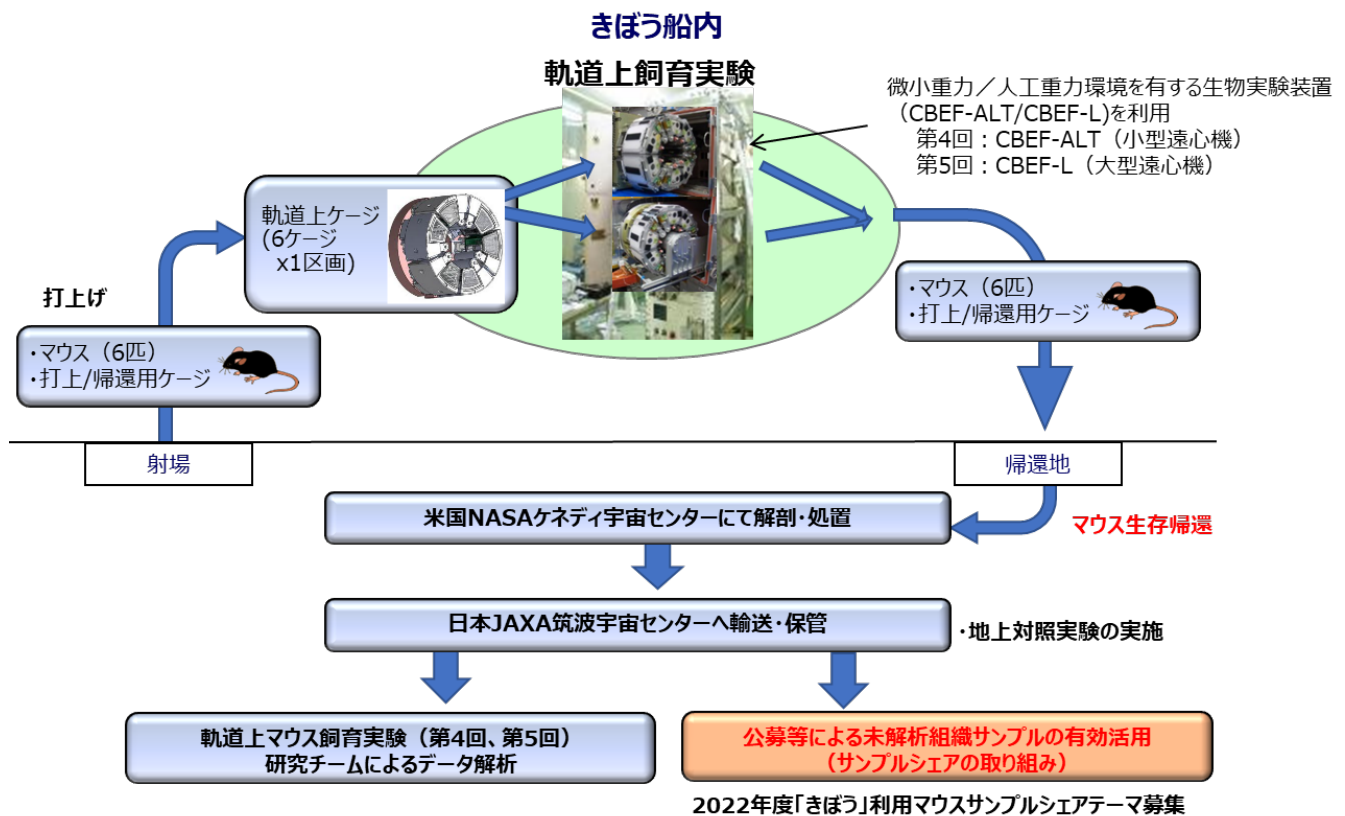 きぼう船内
軌道上飼育実験
微小重力／人工重力環境を有する生物実験装置
(CBEF-ALT/CBEF-L)を利用
第4回：CBEF-ALT（小型遠心機）
第5回：CBEF-L（大型遠心機）
軌道上ケージ
(6ケージ
x1区画)
打上げ
・マウス（6匹）
・打上/帰還用ケージ
・マウス（6匹）
・打上/帰還用ケージ
射場
帰還地
米国NASAケネディ宇宙センターにて解剖・処置
マウス生存帰還
日本JAXA筑波宇宙センターへ輸送・保管
・地上対照実験の実施
軌道上マウス飼育実験（第4回、第5回）
研究チームによるデータ解析
公募等による未解析組織サンプルの有効活用
（サンプルシェアの取り組み）
2022年度「きぼう」利用マウスサンプルシェアテーマ募集